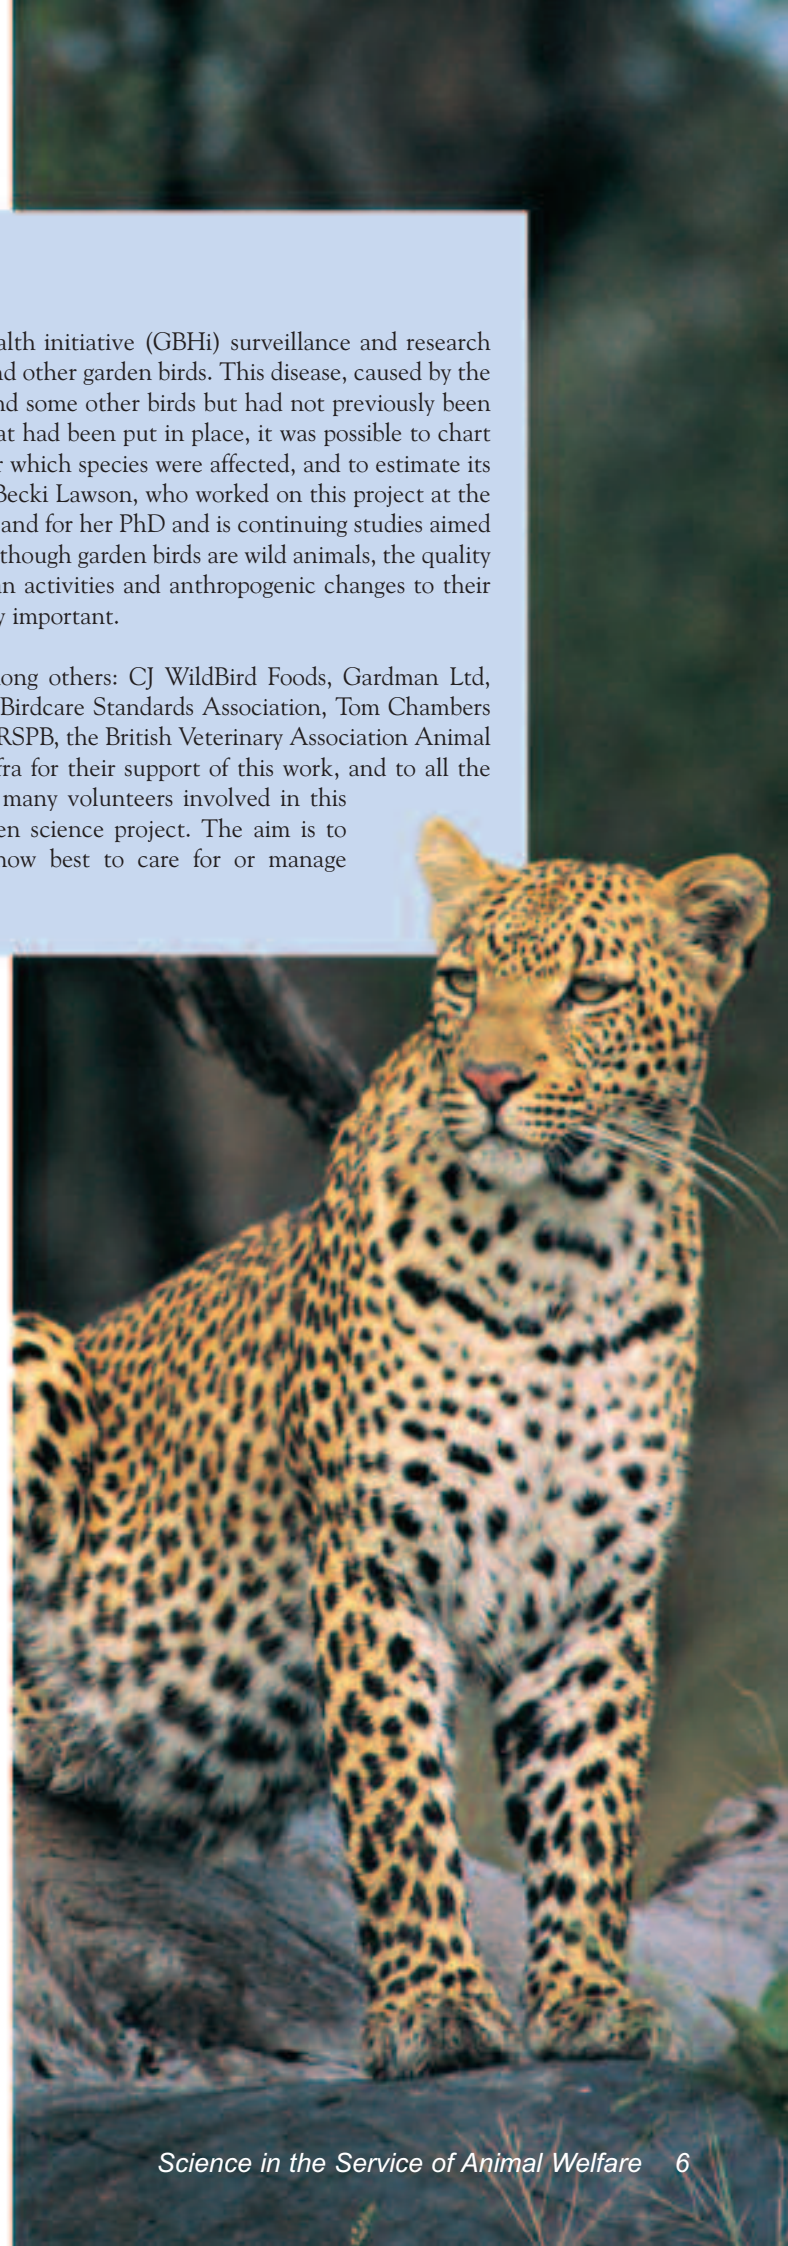 alth initiative (GBHi) surveillance and research
nd other garden birds. This disease, caused by the
nd some other birds but had not previously been
at had been put in place, it was possible to chart
r which species were affected, and to estimate its
Becki Lawson, who worked on this project at the
and for her PhD and is continuing studies aimed
though garden birds are wild animals, the quality
an activities and anthropogenic changes to their
y important.
ong others: CJ WildBird Foods, Gardman Ltd,
Birdcare Standards Association, Tom Chambers
RSPB, the British Veterinary Association Animal
fra for their support of this work, and to all the
many volunteers involved in this
en science project. The aim is to
how best to care for or manage
Science in the Service of Animal Welfare 6